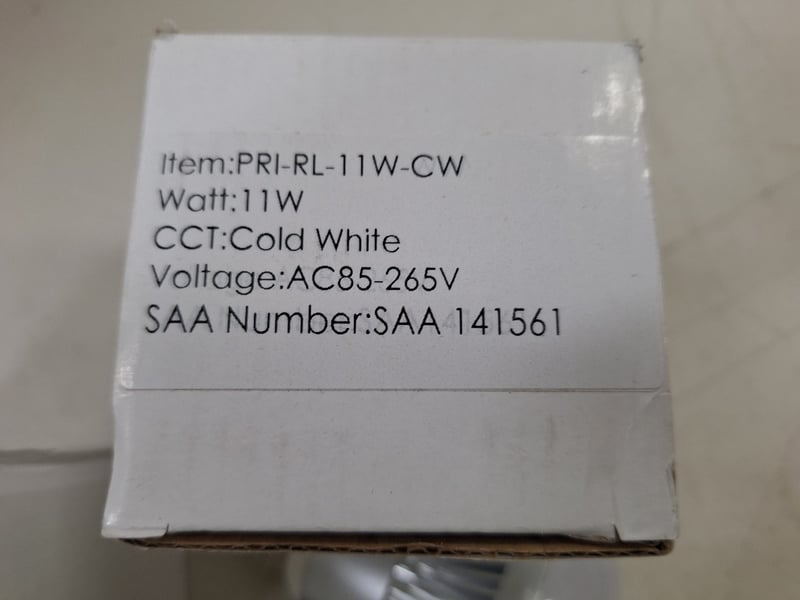 Item:PRI-RL-11W-CW
Watt:11W
CCT:Cold White
Voltage:AC85-265V
SAA Number:SAA 141561